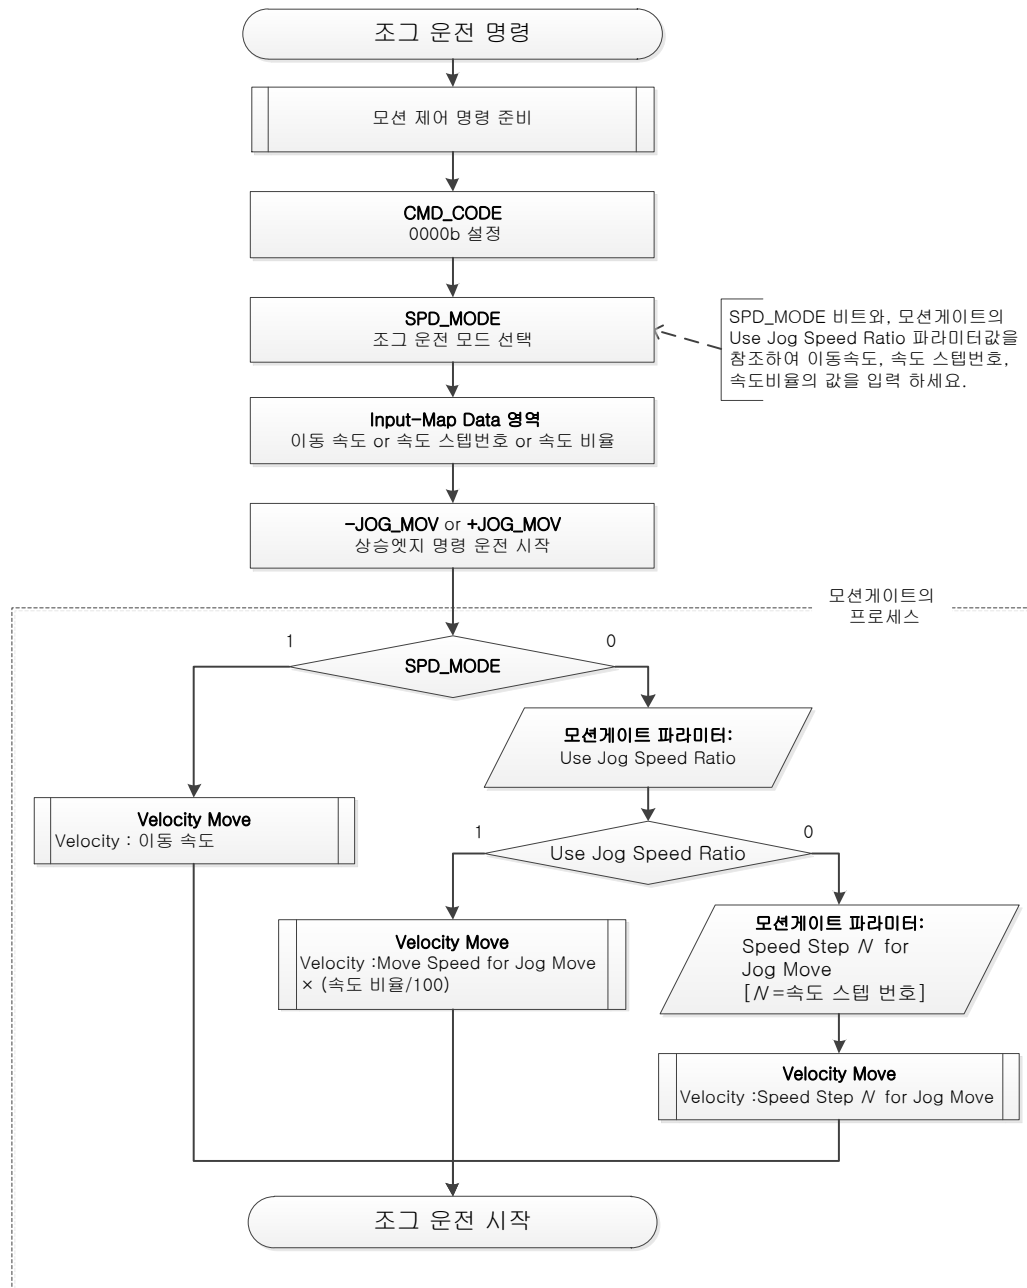 조그 운전 명령
모션 제어 명령 준비
CMD_CODE
0000b 설정
SPD_MODE
조그 운전 모드 선택
SPD_MODE 비트와, 모션게이트의
Use Jog Speed Ratio 파라미터값을
참조하여 이동속도, 속도 스텝번호,
속도비율의 값을 입력 하세요.
Input-Map Data 영역
이동 속도 or 속도 스텝번호 or 속도 비율
-JOG_MOV or +JOG_MOV
상승엣지 명령 운전 시작
모션게이트의
프로세스
1
0
SPD_MODE
모션게이트 파라미터:
Use Jog Speed Ratio
Velocity Move
Velocity : 이동 속도
1
0
Use Jog Speed Ratio
Velocity Move
Velocity :Move Speed for Jog Move
× (속도 비율/100)
모션게이트 파라미터:
Speed Step N for
Jog Move
[N=속도 스텝 번호]
Velocity Move
Velocity :Speed Step N for Jog Move
조그 운전 시작